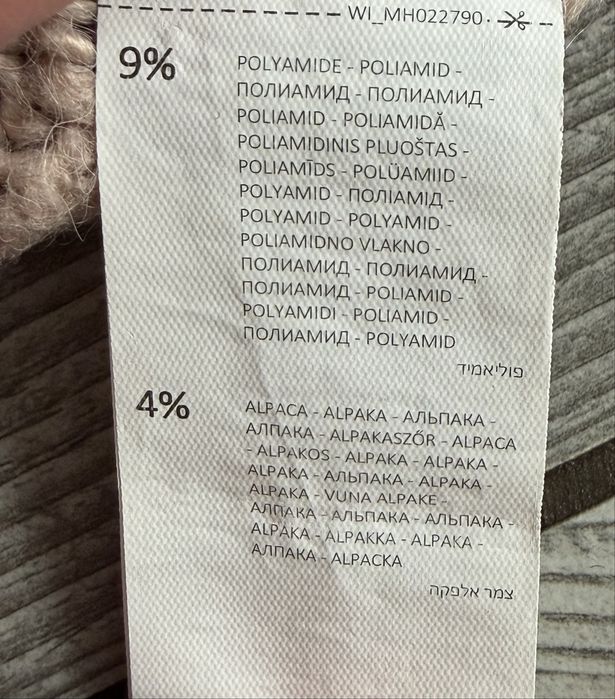 WI_MH022790
9%
POLYAMIDE - POLIAMID -
ПОЛИАМИД - ПОЛИАМИД -
POLIAMID - POLIAMIDĂ -
POLIAMIDINIS PLUOŠTAS -
POLIAMĪDS - POLÜAMIID -
POLYAMID - ПОЛІАМІД -
POLYAMID - POLYAMID -
POLIAMIDNO VLAKNO -
ПОЛИАМИД - ПОЛИАМИД -
ПОЛИАМИД - POLIAMID -
POLYAMIDI - POLIAMID -
ПОЛИАМИД - POLYAMID
פוליאמיד
4%
ALPACA - ALPAKA - АЛЬПАКА -
АЛПАКА - ALPAKASZŐR - ALPACA
- ALPAKOS - ALPAKA - ALPAKA -
ALPAKA - АЛЬПАКА - ALPAKA -
ALPAKA - VUNA ALPAKE -
АЛПАКА - АЛЬПАКА - АЛЬПАКА -
ALPAKA - ALPAKKA - ALPAKA -
АЛПАКА - ALPACKA
צמר אלפקה